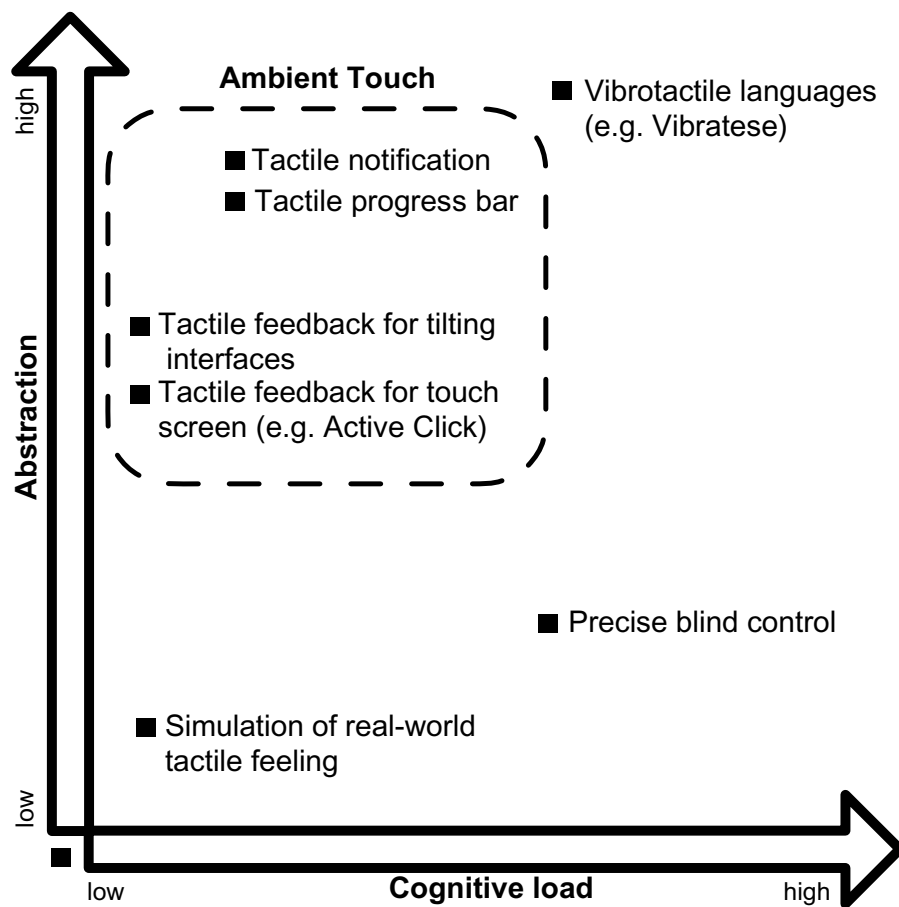 Ambient Touch
Vibrotactile languages
(e.g. Vibratese)
high
Tactile notification
Tactile progress bar
Tactile feedback for tilting
interfaces
Tactile feedback for touch
screen (e.g. Active Click)
Abstraction
Precise blind control
Simulation of real-world
tactile feeling
low
low
Cognitive load
high